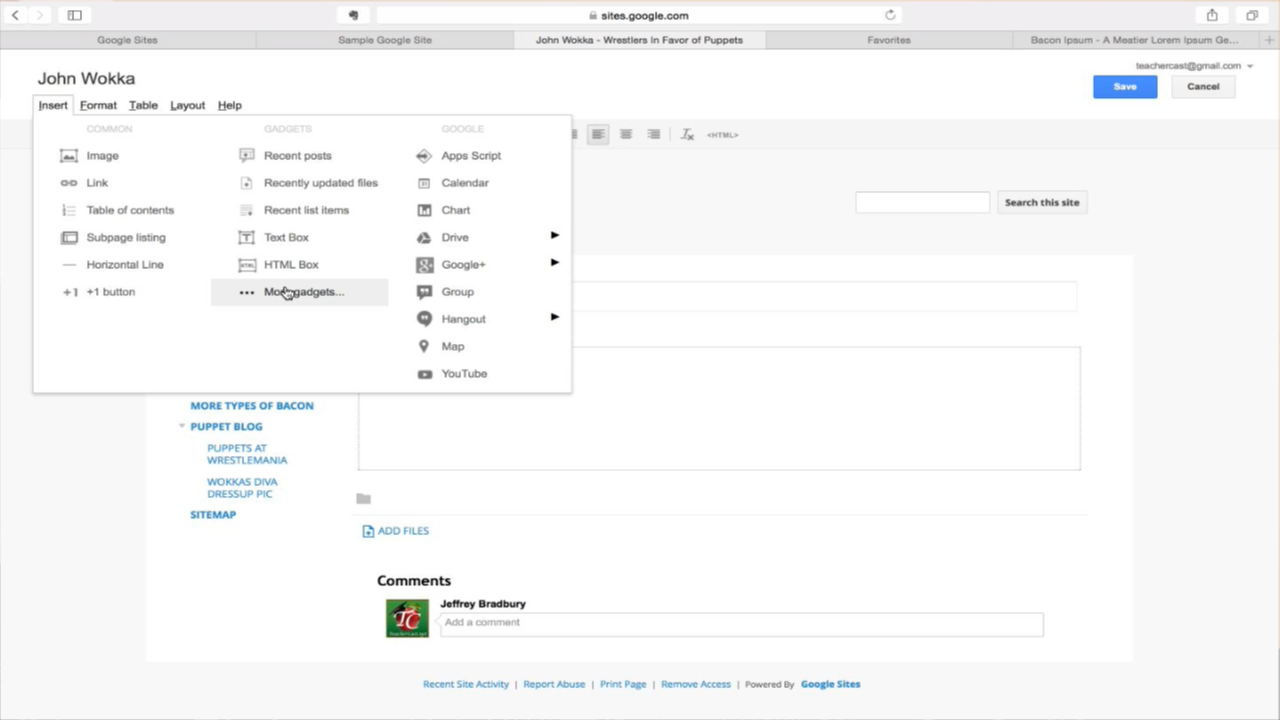 sites.google.com
Google Sites
Sample Google Site
John Wokka - Wrestlers In Favor of Puppets
Favorites
Bacon Ipsum - A Meatier Lorem Ipsum Ge...
John Wokka
teachercast@gmail.com
Save
Cancel
Insert Format Table Layout Help
<HTML>
COMMON
Image
Link
Table of contents
Subpage listing
Horizontal Line
+1 +1 button
GADGETS
Recent posts
Recently updated files
Recent list items
Text Box
HTML Box
gadgets...
GOOGLE
Apps Script
Calendar
Chart
Drive
Google+
Group
Hangout
Map
YouTube
Search this site
MORE TYPES OF BACON
PUPPET BLOG
PUPPETS AT
WRESTLEMANIA
WOKKAS DIVA
DRESSUP PIC
SITEMAP
ADD FILES
Comments
TC
Jeffrey Bradbury
Add a comment
Recent Site Activity | Report Abuse | Print Page | Remove Access | Powered By Google Sites